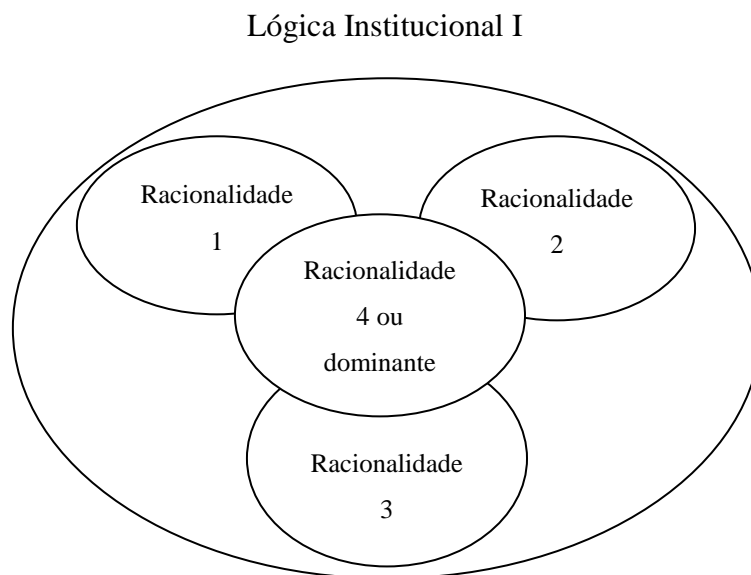 Lógica Institucional I
Racionalidade
1
Racionalidade
2
Racionalidade
4 ou
dominante
Racionalidade
3